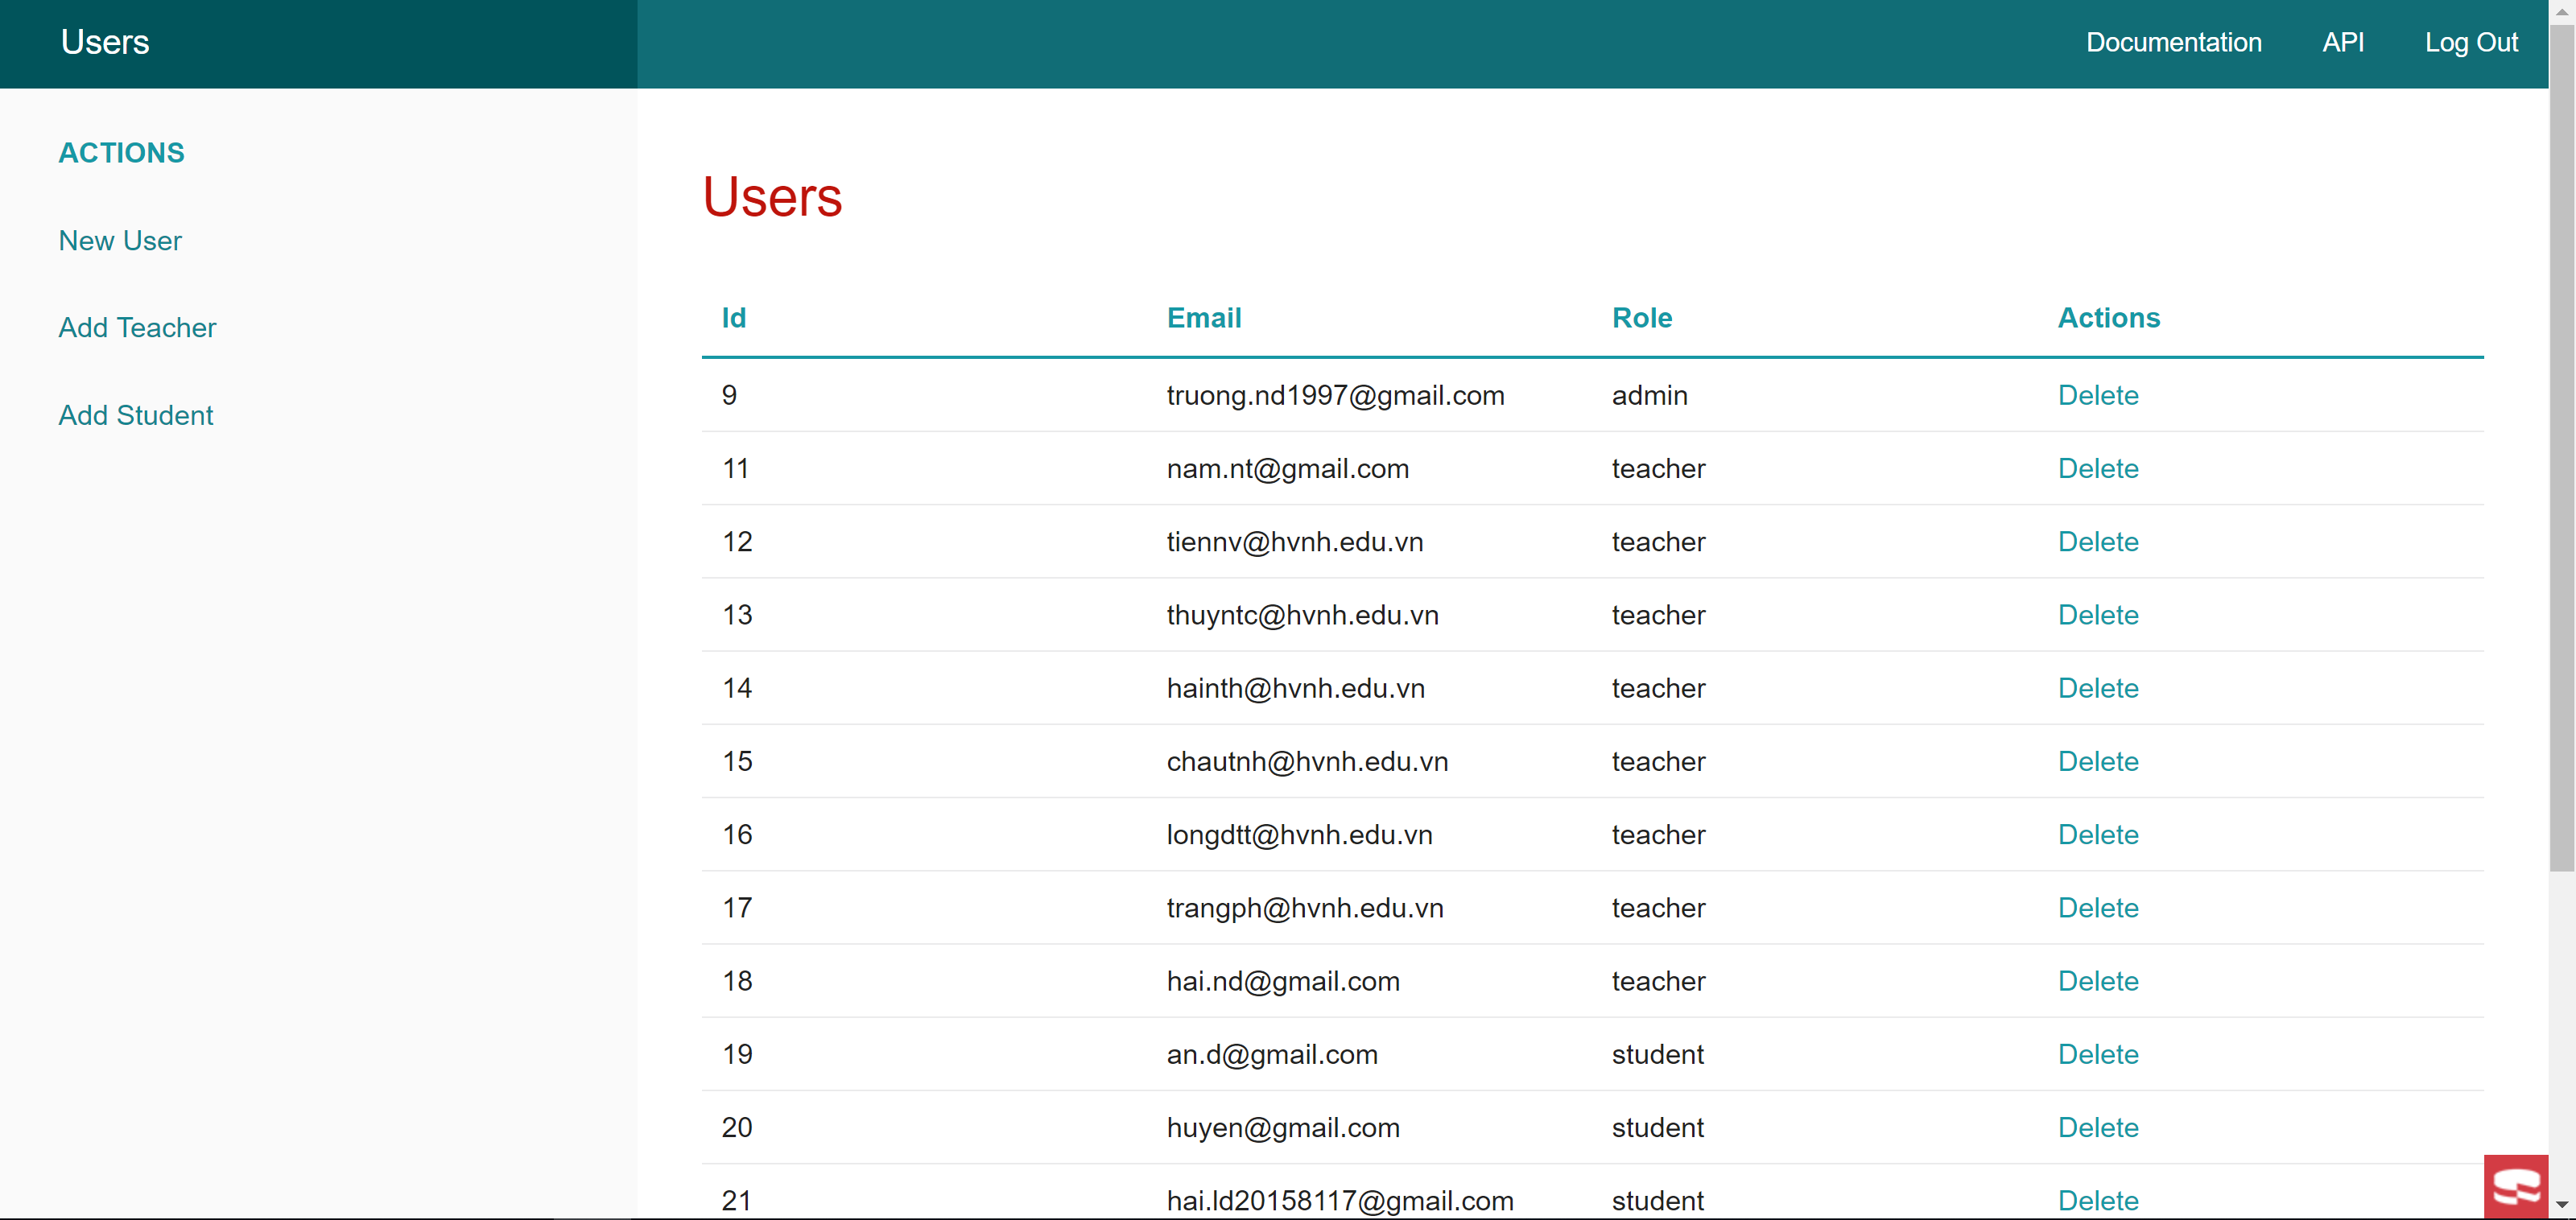 Users
Documentation API Log Out
ACTIONS
New User
Add Teacher
Add Student
Users
Id Email Role Actions
9 truong.nd1997@gmail.com admin Delete
11 nam.nt@gmail.com teacher Delete
12 tiennv@hvnh.edu.vn teacher Delete
13 thuyntc@hvnh.edu.vn teacher Delete
14 hainth@hvnh.edu.vn teacher Delete
15 chautnh@hvnh.edu.vn teacher Delete
16 longdtt@hvnh.edu.vn teacher Delete
17 trangph@hvnh.edu.vn teacher Delete
18 hai.nd@gmail.com teacher Delete
19 an.d@gmail.com student Delete
20 huyen@gmail.com student Delete
21 hai.ld20158117@gmail.com student Delete